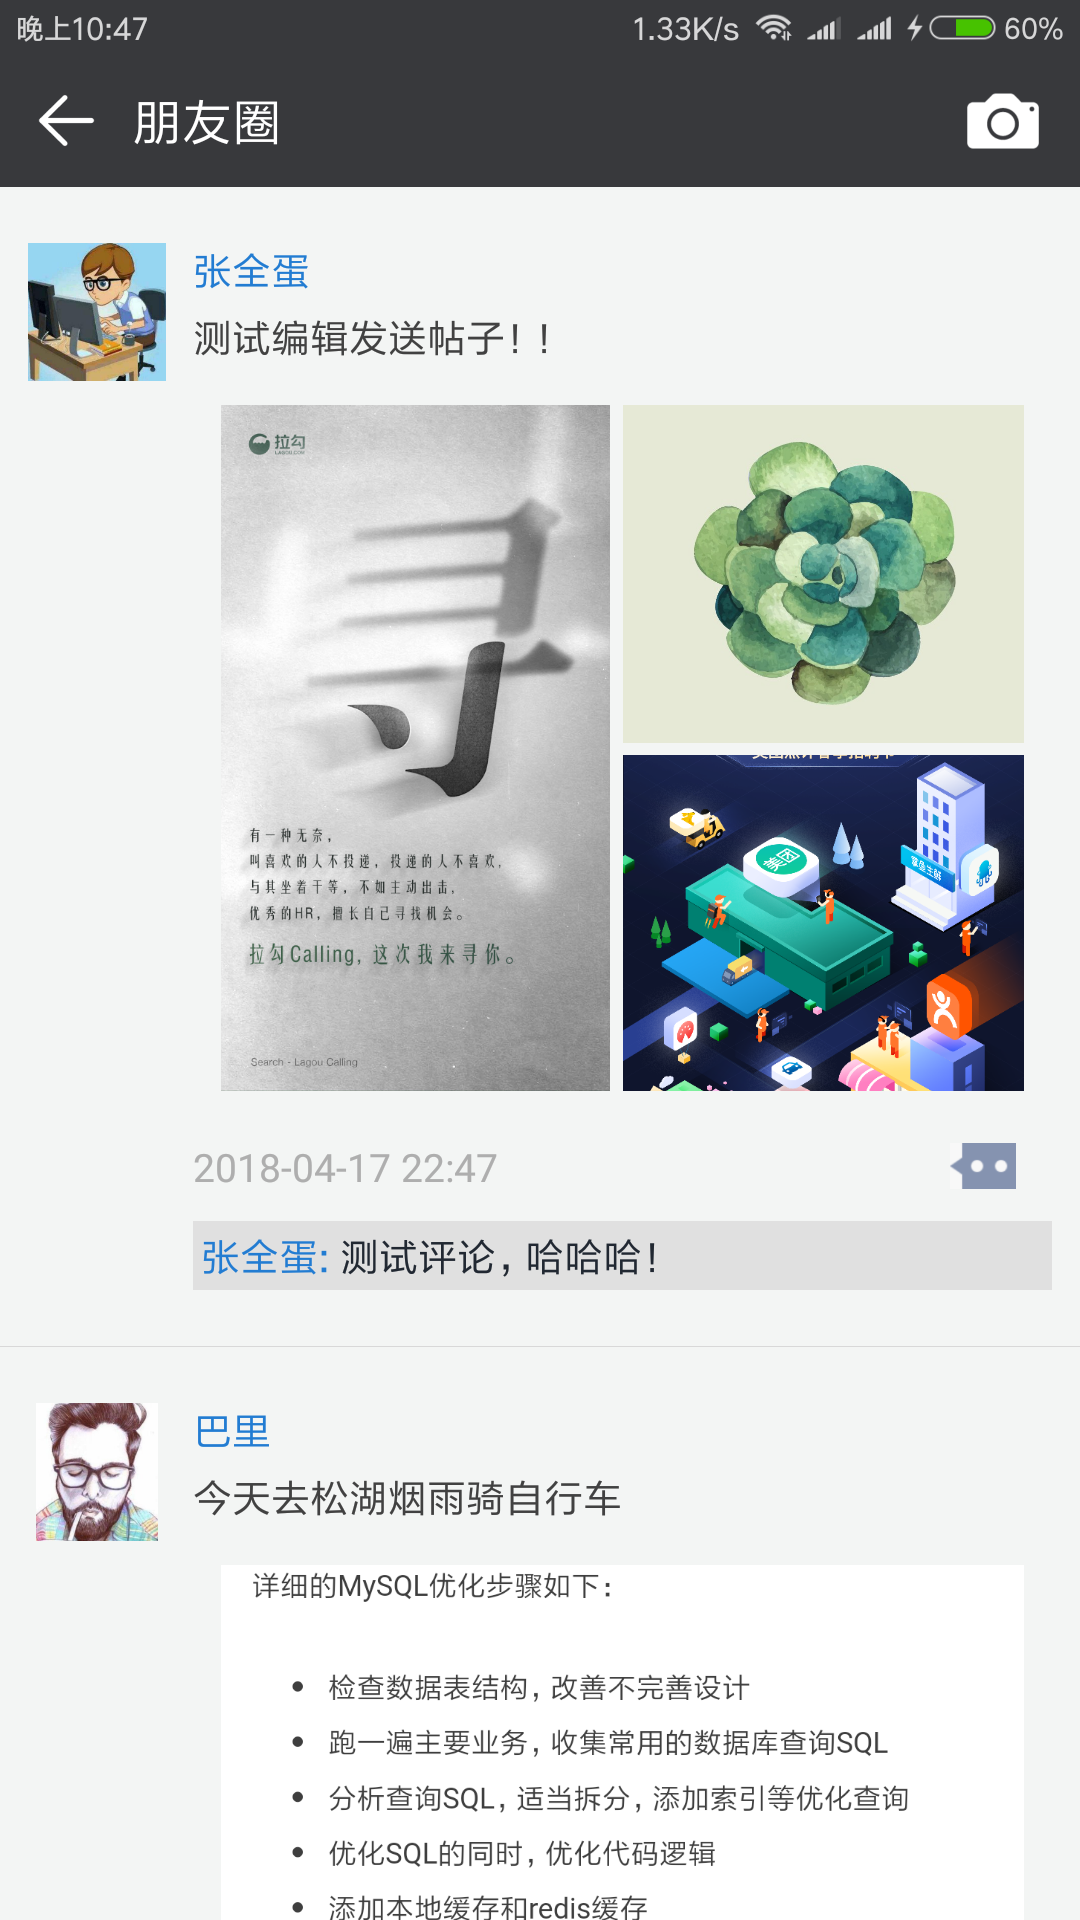 晚上10:47
1.33K/s
60%
朋友圈
张全蛋
测试编辑发送帖子！！
拉勾
LAGOU.COM
有一种无奈，
叫喜欢的人不投递，投递的人不喜欢，
与其坐着干等，不如主动出击，
优秀的HR，擅长自己寻找机会。
拉勾Calling，这次我来寻你。
Search - Lagou Calling
美团
2018-04-17 22:47
张全蛋: 测试评论，哈哈哈！
巴里
今天去松湖烟雨骑自行车
详细的MySQL优化步骤如下：
• 检查数据表结构，改善不完善设计
• 跑一遍主要业务，收集常用的数据库查询SQL
• 分析查询SQL，适当拆分，添加索引等优化查询
• 优化SQL的同时，优化代码逻辑
• 添加本地缓存和redis缓存